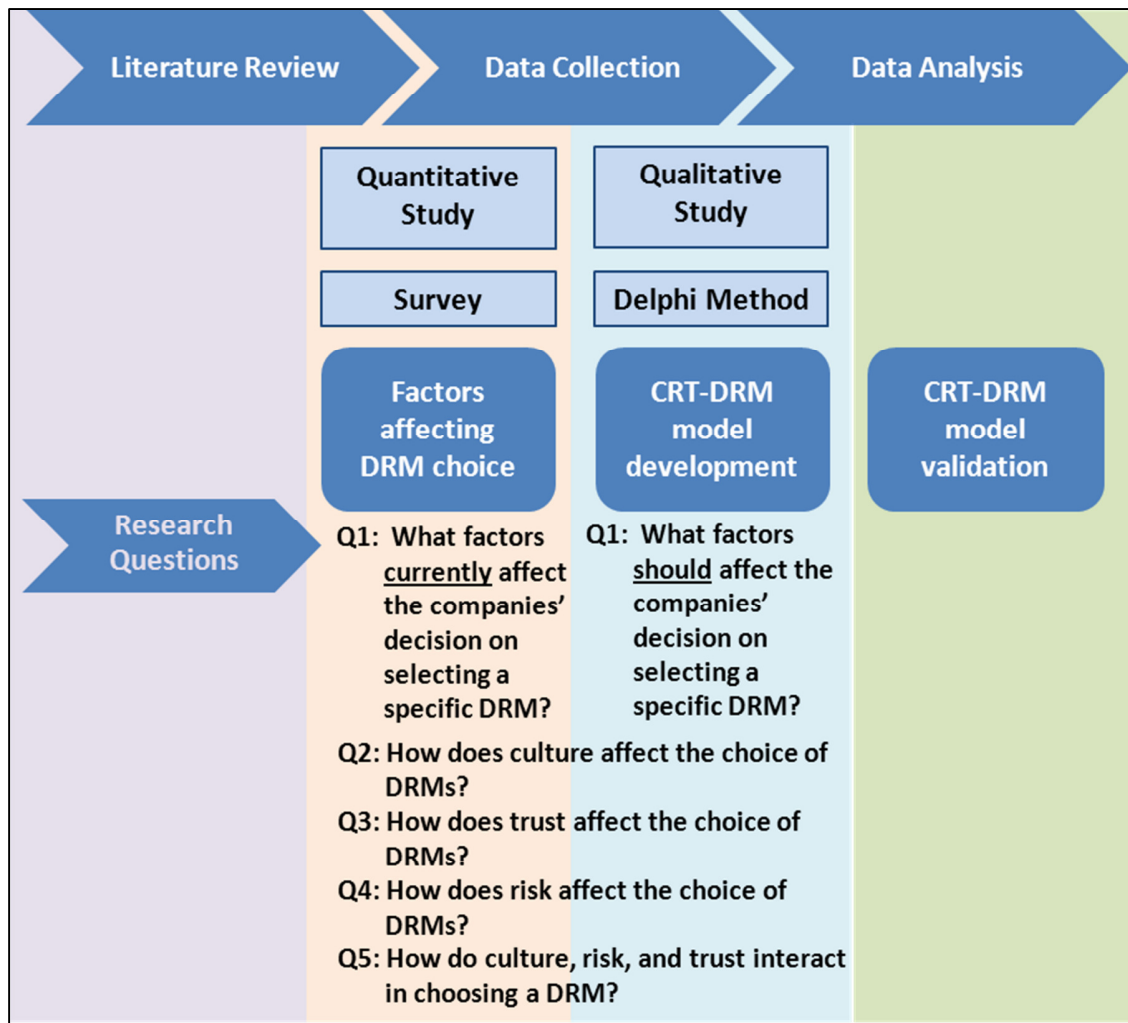 Literature Review
Data Collection
Data Analysis
Quantitative
Study
Qualitative
Study
Survey
Delphi Method
Factors
affecting
DRM choice
CRT-DRM
model
development
CRT-DRM
model
validation
Research
Questions
Q1: What factors
currently affect
the companies’
decision on
selecting a
specific DRM?
Q1: What factors
should affect the
companies’
decision on
selecting a
specific DRM?
Q2: How does culture affect the choice of
DRMs?
Q3: How does trust affect the choice of
DRMs?
Q4: How does risk affect the choice of
DRMs?
Q5: How do culture, risk, and trust interact
in choosing a DRM?